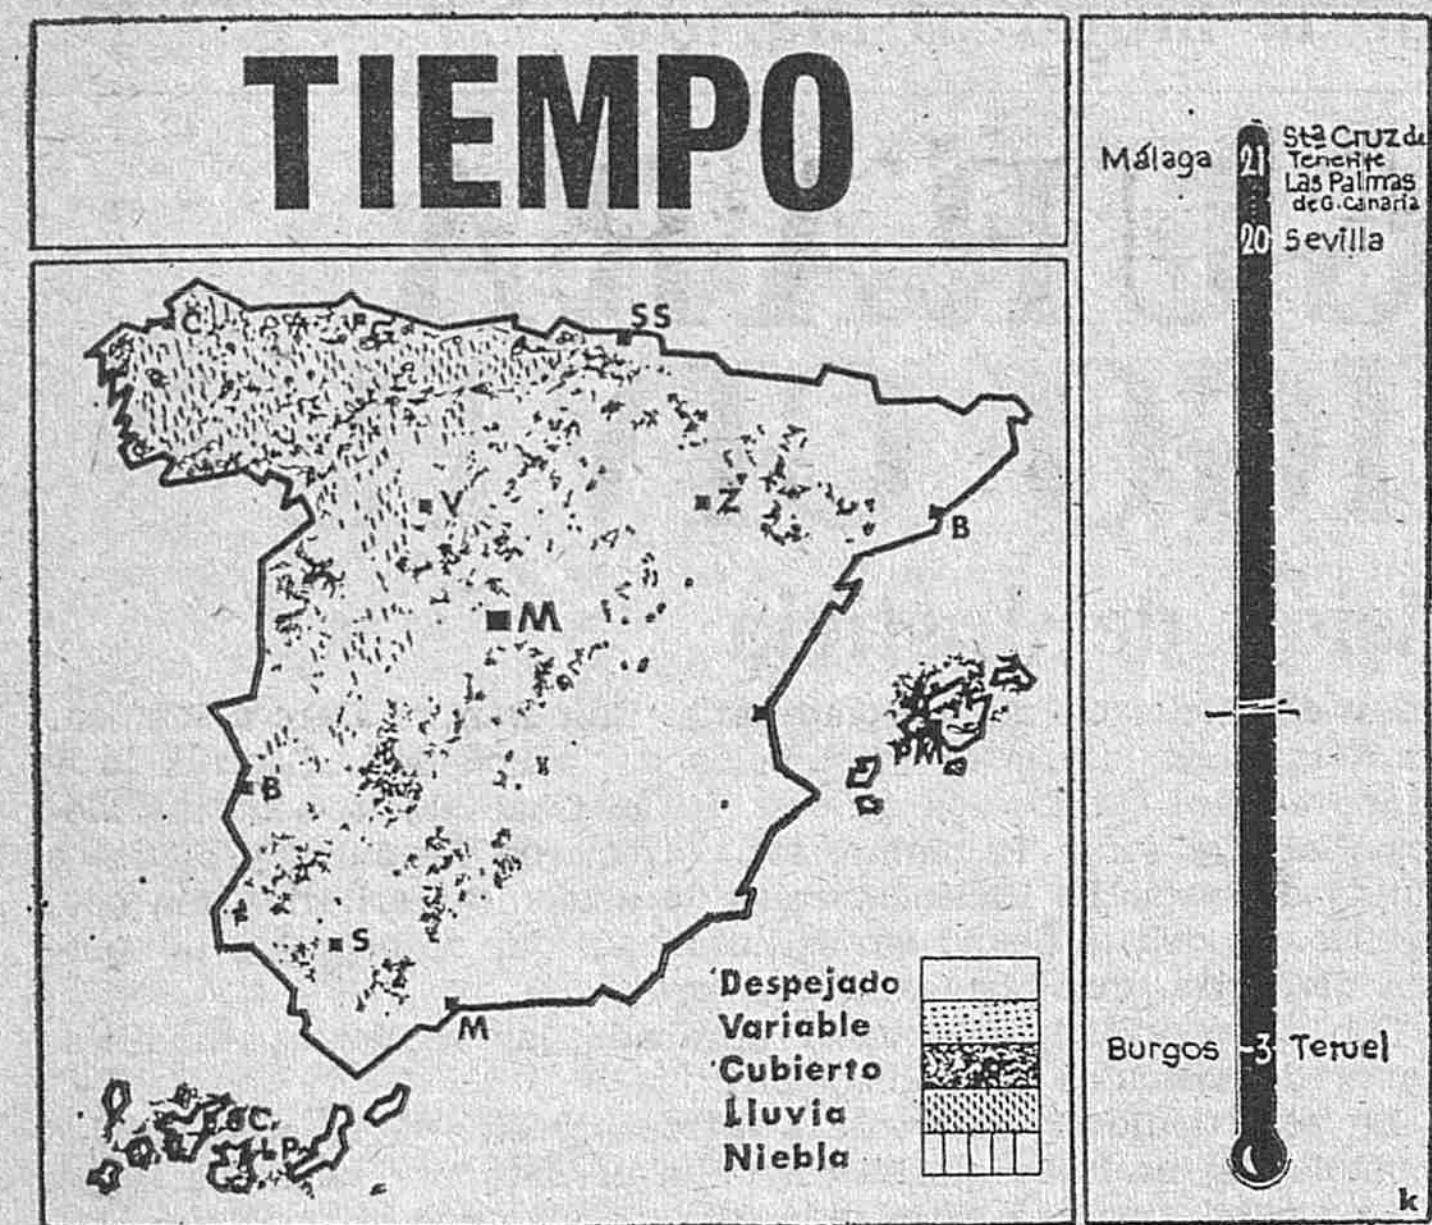 TIEMPO
C
G
SS
V
Z
B
M
PM
B
S
M
Despejado
Variable
Cubierto
Lluvia
Niebla
Málaga
21
Stª Cruz de
Tenerife
Las Palmas
de G. Canaria
20 Sevilla
Burgos -3 Teruel
k